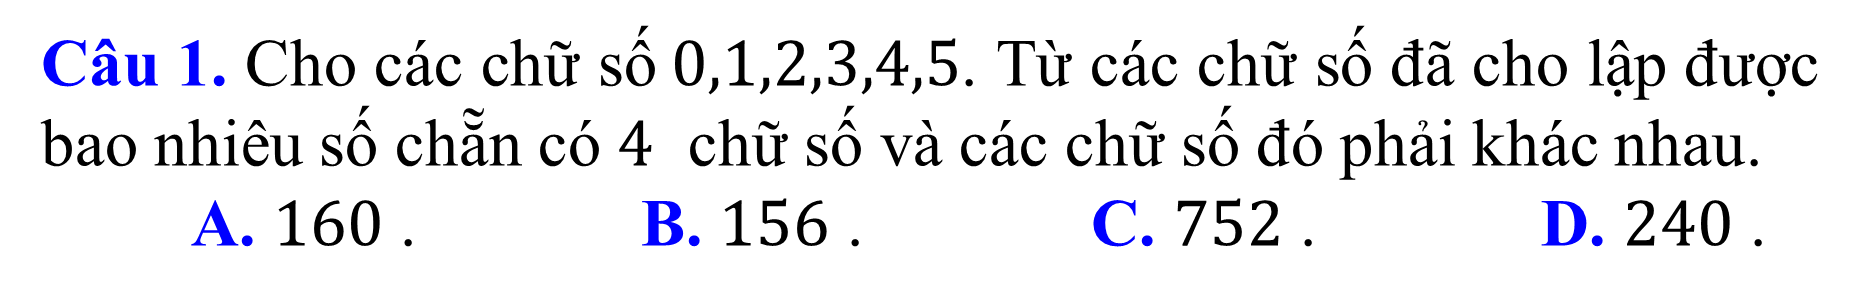 Câu 1. Cho các chữ số 0,1,2,3,4,5. Từ các chữ số đã cho lập được
bao nhiêu số chẵn có 4 chữ số và các chữ số đó phải khác nhau.
A. 160 . B. 156 . C. 752 . D. 240 .